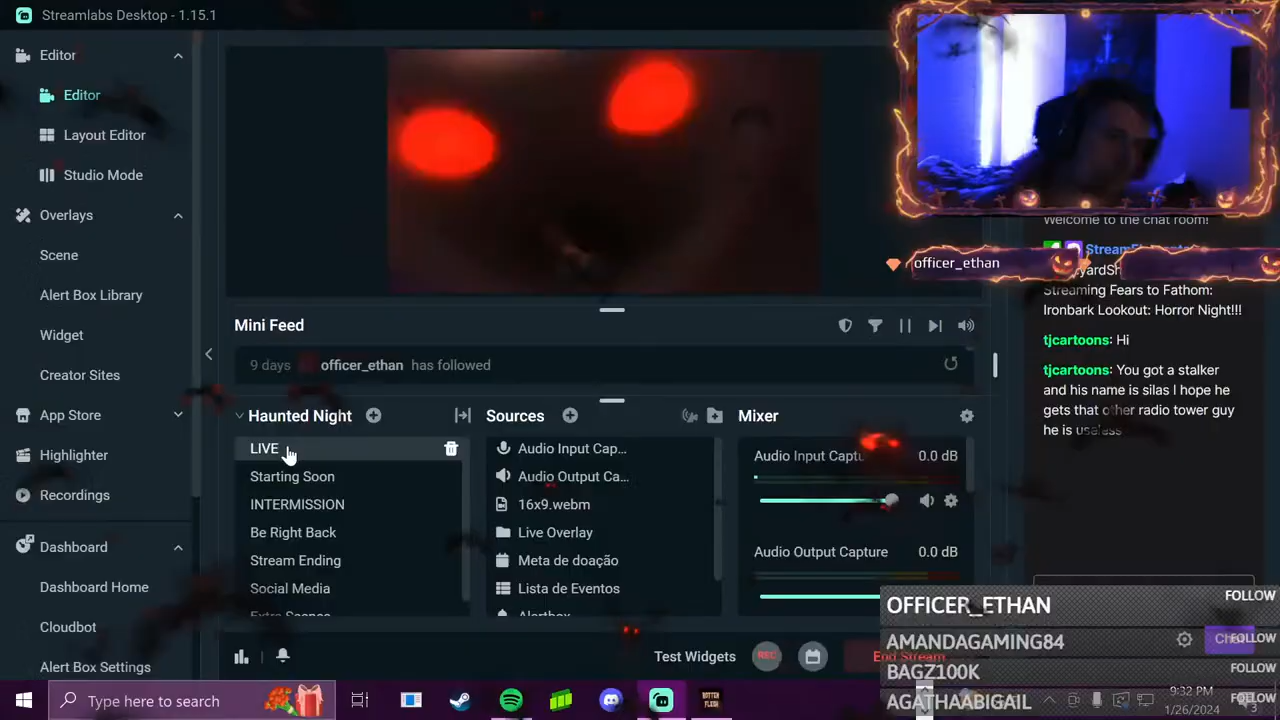 Streamlabs Desktop - 1.15.1
Editor
Editor
Layout Editor
Studio Mode
Overlays
Scene
Alert Box Library
Widget
Creator Sites
App Store
Highlighter
Recordings
Dashboard
Dashboard Home
Cloudbot
Alert Box Settings
Mini Feed
9 days officer_ethan has followed
Haunted Night
LIVE
Starting Soon
INTERMISSION
Be Right Back
Stream Ending
Social Media
Extra Scenes
Sources
Audio Input Cap...
Audio Output Ca...
16x9.webm
Live Overlay
Meta de doação
Lista de Eventos
Alertbox
Mixer
Audio Input Captu
0.0 dB
Audio Output Capture
0.0 dB
Test Widgets
REC
End Stream
officer_ethan
Welcome to the chat room!
Streaming Fears to Fathom:
Ironbark Lookout: Horror Night!!!
tjcartoons: Hi
tjcartoons: You got a stalker
and his name is silas I hope he
gets that other radio tower guy
he is useless
OFFICER_ETHAN FOLLOW
AMANDAGAMING84 FOLLOW
BAGZ100K FOLLOW
AGATHAABIGAIL FOLLOW
Type here to search
ROTTEN
FLESH
9:32 PM
1/26/2024